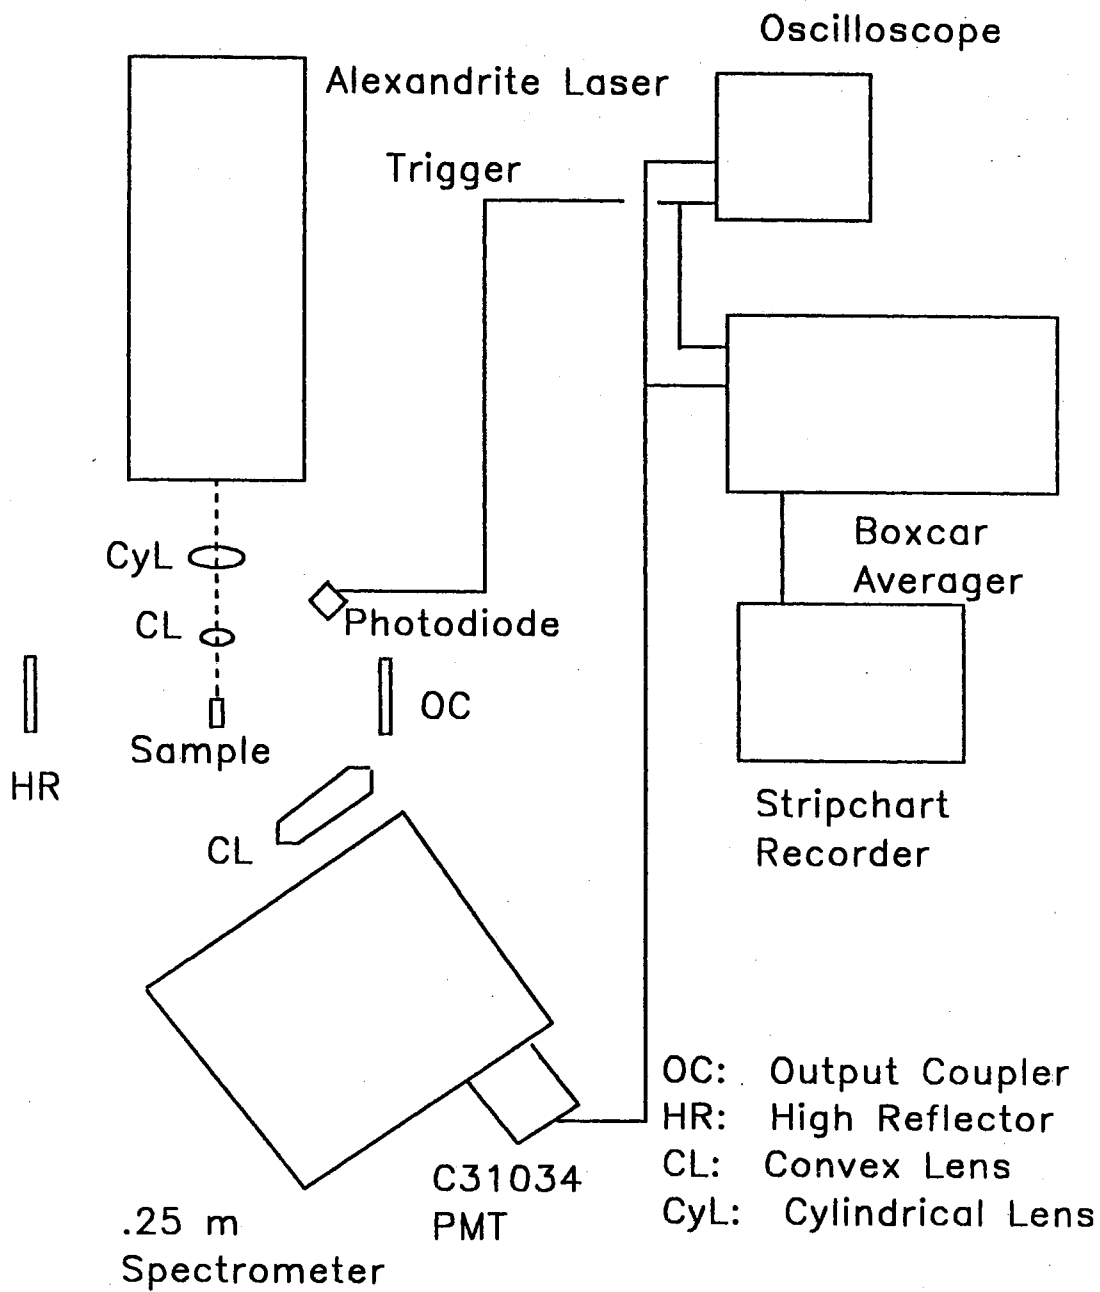 Oscilloscope
Alexandrite Laser
Trigger
CyL
CL
Photodiode
OC
Sample
HR
CL
Boxcar
Averager
Stripchart
Recorder
C31034
PMT
.25 m
Spectrometer
OC: Output Coupler
HR: High Reflector
CL: Convex Lens
CyL: Cylindrical Lens